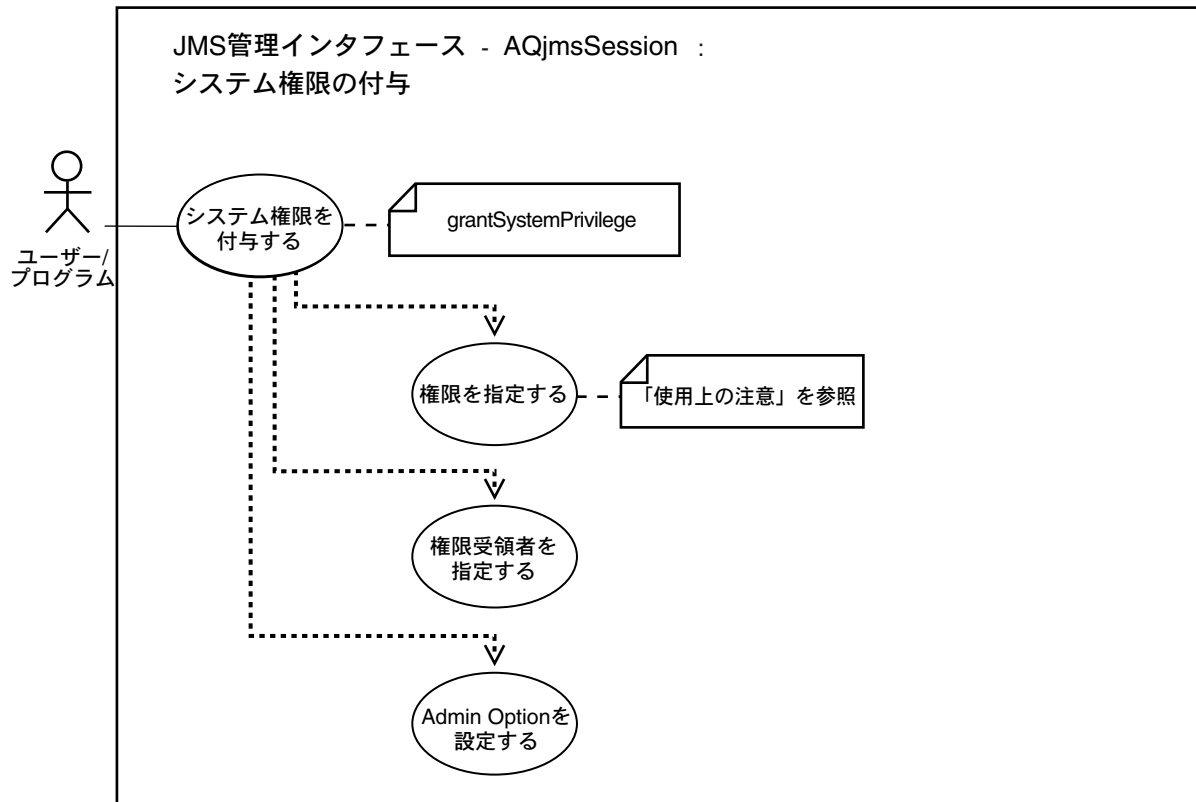 JMS管理インタフェース - AQjmsSession :
システム権限の付与
ユーザー/
プログラム
システム権限を
付与する
grantSystemPrivilege
権限を指定する
「使用上の注意」を参照
権限受領者を
指定する
Admin Optionを
設定する